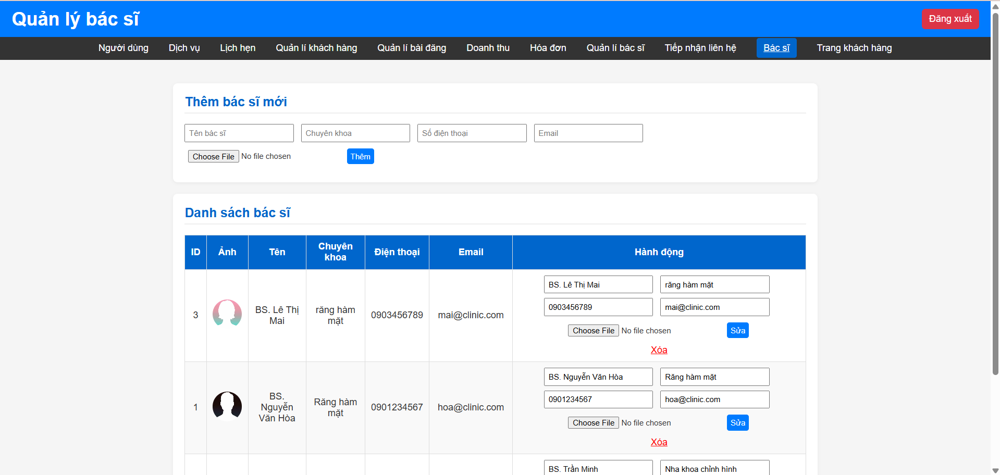 Quản lý bác sĩ
Đăng xuất
Người dùng Dịch vụ Lịch hẹn Quản lí khách hàng Quản lí bài đăng Doanh thu Hóa đơn Quản lí bác sĩ Tiếp nhận liên hệ Bác sĩ Trang khách hàng
Thêm bác sĩ mới
Tên bác sĩ Chuyên khoa Số điện thoại Email
Choose File No file chosen Thêm
Danh sách bác sĩ
ID Ảnh Tên Chuyên khoa Điện thoại Email Hành động
3
BS. Lê Thị
Mai
răng hàm
mặt
0903456789
mai@clinic.com
BS. Lê Thị Mai răng hàm mặt
0903456789 mai@clinic.com
Choose File No file chosen Sửa
Xóa
1
BS.
Nguyễn
Văn Hòa
Răng hàm
mặt
0901234567
hoa@clinic.com
BS. Nguyễn Văn Hòa Răng hàm mặt
0901234567 hoa@clinic.com
Choose File No file chosen Sửa
Xóa
BS. Trần Minh Nha khoa chỉnh hình